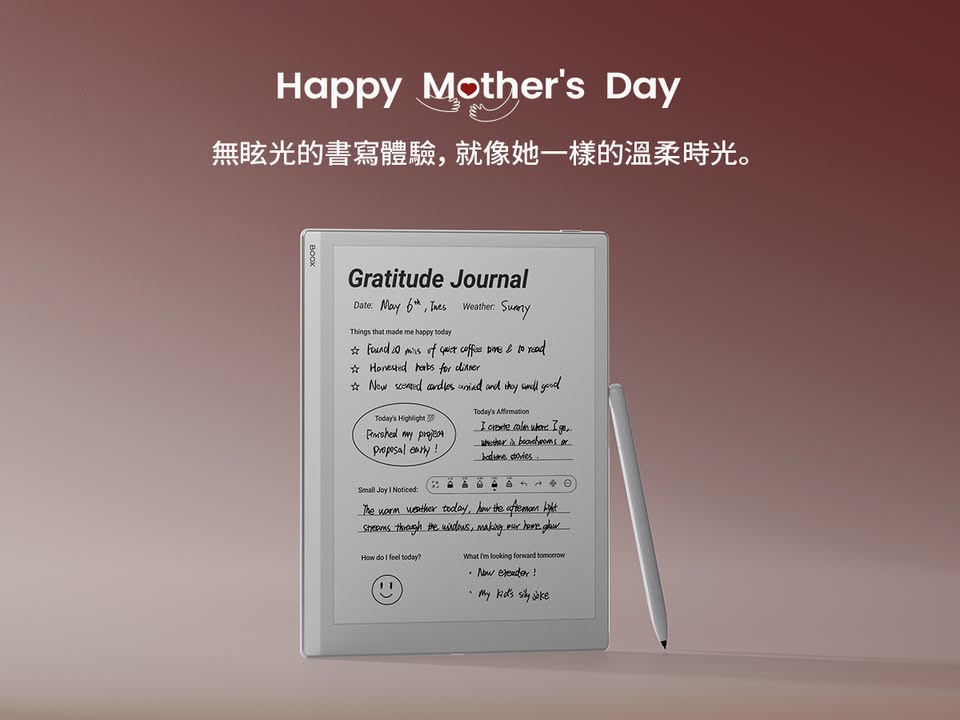 Happy Mother's Day
無眩光的書寫體驗，就像她一樣的溫柔時光。
BOOX
Gratitude Journal
Date: May 6th, Tues Weather: Sunny
Things that made me happy today
☆ Found 20 mins of quiet coffee time & to read
☆ Harvested herbs for dinner
☆ New scented candles arrived and they smell good
Today's Highlight 💯
Finished my project
proposal early!
Today's Affirmation
I create calm where I go,
whether in boardrooms or
bedtime stories.
Small Joy I Noticed:
The warm weather today, how the afternoon light
streams through the windows, making our home glow
How do I feel today?
What I'm looking forward tomorrow
• New ereader!
• My kid's silly joke